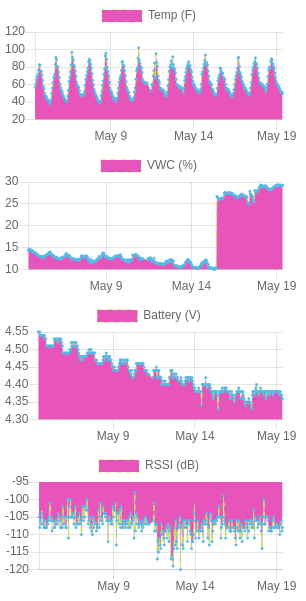 Temp (F)
120
100
80
60
40
20
May 9
May 14
May 19
VWC (%)
30
25
20
15
10
May 9
May 14
May 19
Battery (V)
4.55
4.50
4.45
4.40
4.35
4.30
May 9
May 14
May 19
RSSI (dB)
-95
-100
-105
-110
-115
-120
May 9
May 14
May 19